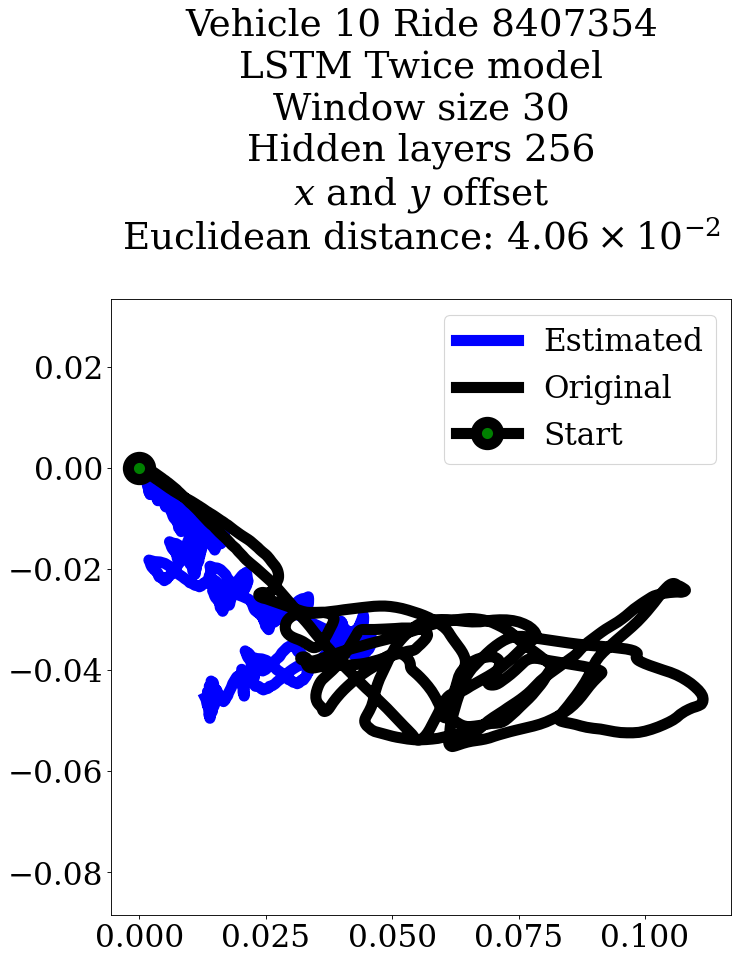 Vehicle 10 Ride 8407354
LSTM Twice model
Window size 30
Hidden layers 256
x and y offset
Euclidean distance: 4.06 × 10⁻²
Estimated
Original
Start
0.02
0.00
−0.02
−0.04
−0.06
−0.08
0.000 0.025 0.050 0.075 0.100